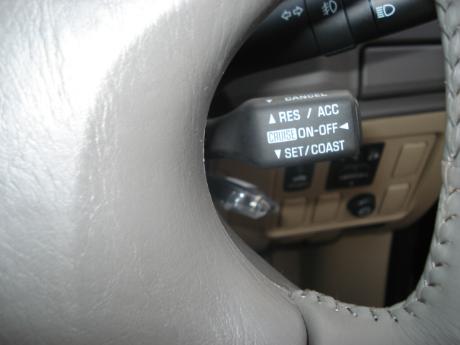 CANCEL
▲ RES / ACC
CRUISE ON-OFF ◄
▼ SET/COAST